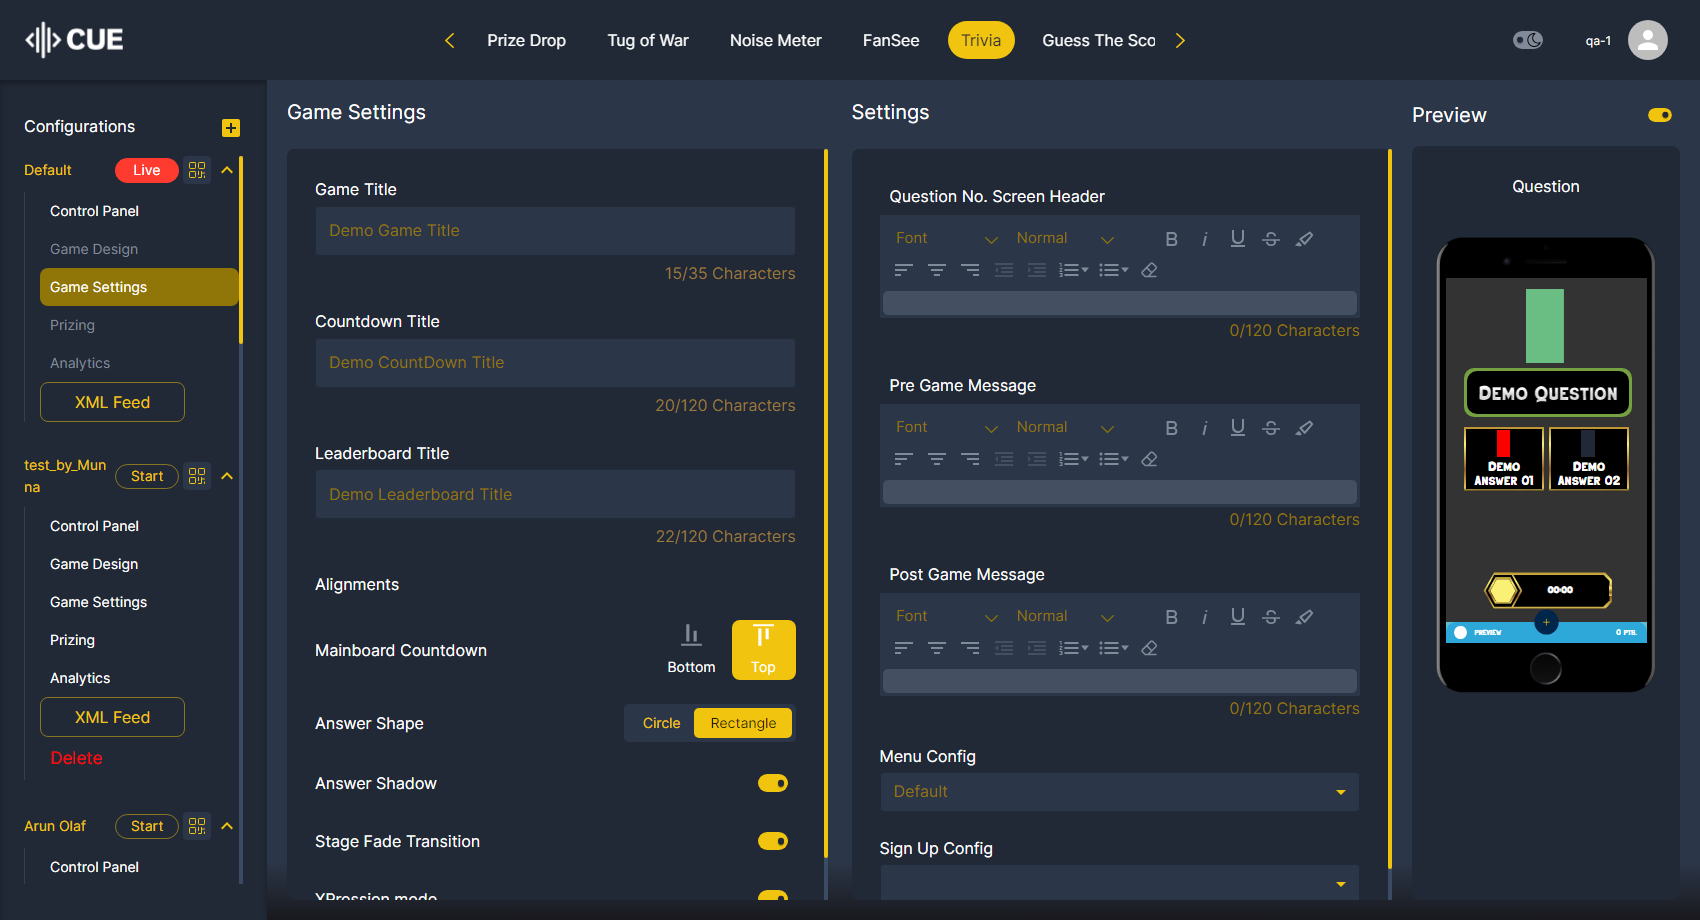 CUE
Prize Drop
Tug of War
Noise Meter
FanSee
Trivia
Guess The Sco
qa-1
Configurations
Default
Live
Control Panel
Game Design
Game Settings
Prizing
Analytics
XML Feed
test_by_Mun
na
Start
Control Panel
Game Design
Game Settings
Prizing
Analytics
XML Feed
Delete
Arun Olaf
Start
Control Panel
Game Settings
Game Title
Demo Game Title
15/35 Characters
Countdown Title
Demo CountDown Title
20/120 Characters
Leaderboard Title
Demo Leaderboard Title
22/120 Characters
Alignments
Mainboard Countdown
Bottom
Top
Answer Shape
Circle
Rectangle
Answer Shadow
Stage Fade Transition
XPression mode
Settings
Question No. Screen Header
Font
Normal
0/120 Characters
Pre Game Message
Font
Normal
0/120 Characters
Post Game Message
Font
Normal
0/120 Characters
Menu Config
Default
Sign Up Config
Preview
Question
DEMO QUESTION
DEMO
ANSWER 01
DEMO
ANSWER 02
00:00
PREVIEW
0 PTS.